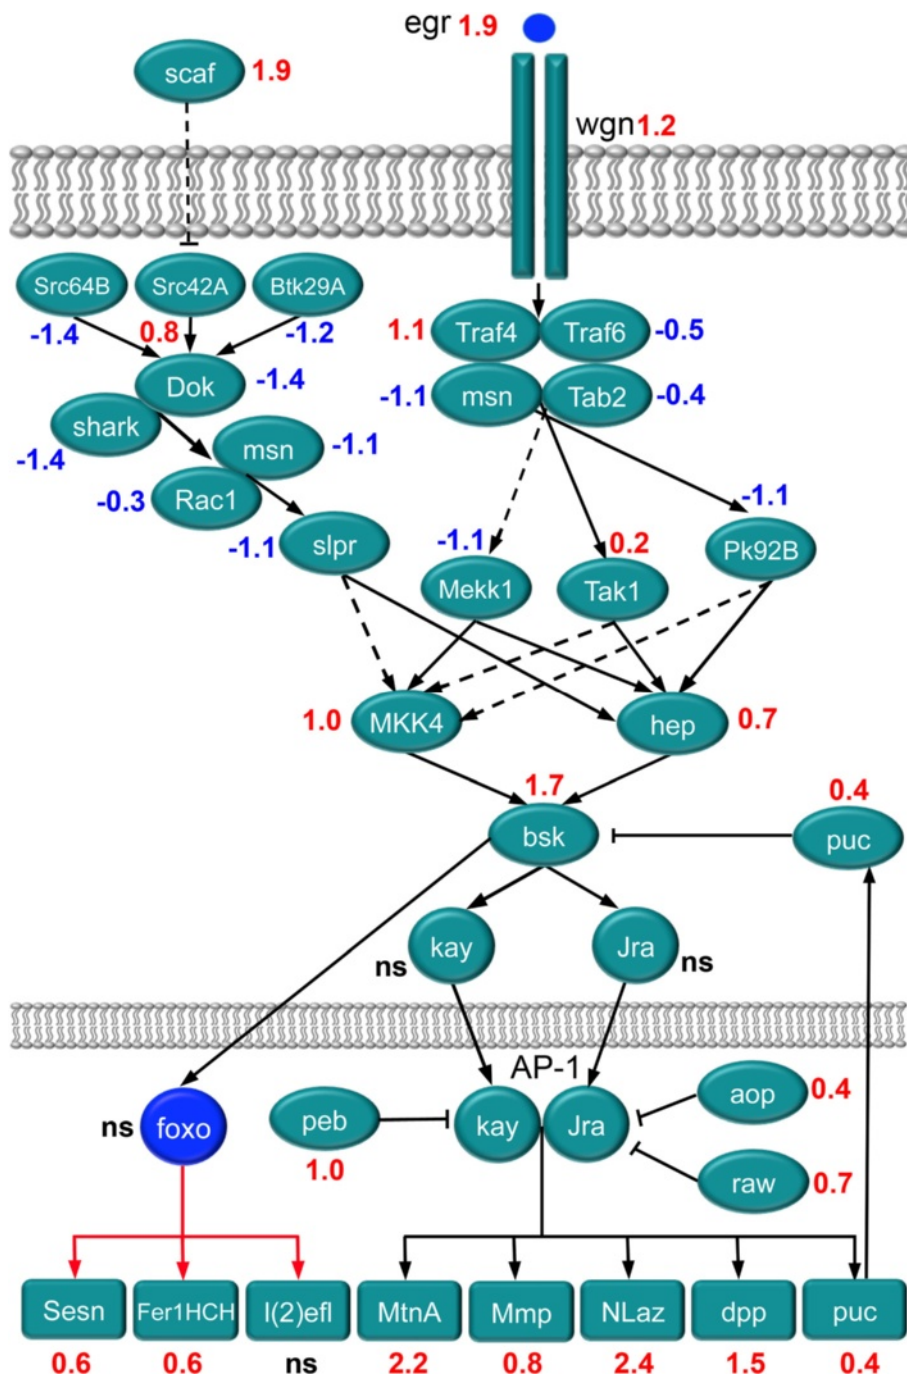 egr 1.9
scaf 1.9
wgn 1.2
Src64B Src42A Btk29A
-1.4 0.8 -1.2
1.1 Traf4 Traf6 -0.5
Dok -1.4
-1.1 msn Tab2 -0.4
shark
-1.4
msn -1.1
-0.3 Rac1
-1.1 slpr
-1.1 0.2 -1.1
Mekk1 Tak1 Pk92B
1.0 MKK4 hep 0.7
1.7 0.4
bsk puc
kay Jra
ns ns
AP-1
ns foxo peb kay Jra aop 0.4
1.0
raw 0.7
Sesn Fer1HCH l(2)efl MtnA Mmp NLaz dpp puc
0.6 0.6 ns 2.2 0.8 2.4 1.5 0.4